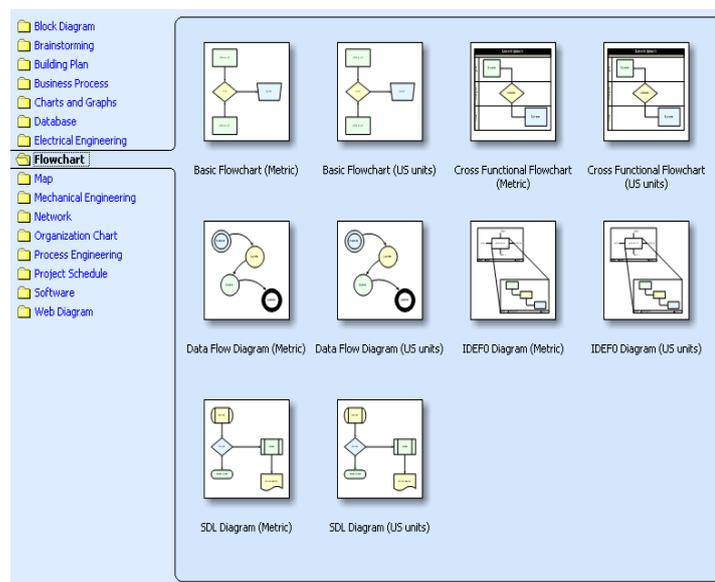 Block Diagram
Brainstorming
Building Plan
Business Process
Charts and Graphs
Database
Electrical Engineering
Flowchart
Map
Mechanical Engineering
Network
Organization Chart
Process Engineering
Project Schedule
Software
Web Diagram
Basic Flowchart (Metric)
Basic Flowchart (US units)
Cross Functional Flowchart
(Metric)
Cross Functional Flowchart
(US units)
Data Flow Diagram (Metric)
Data Flow Diagram (US units)
IDEF0 Diagram (Metric)
IDEF0 Diagram (US units)
SDL Diagram (Metric)
SDL Diagram (US units)